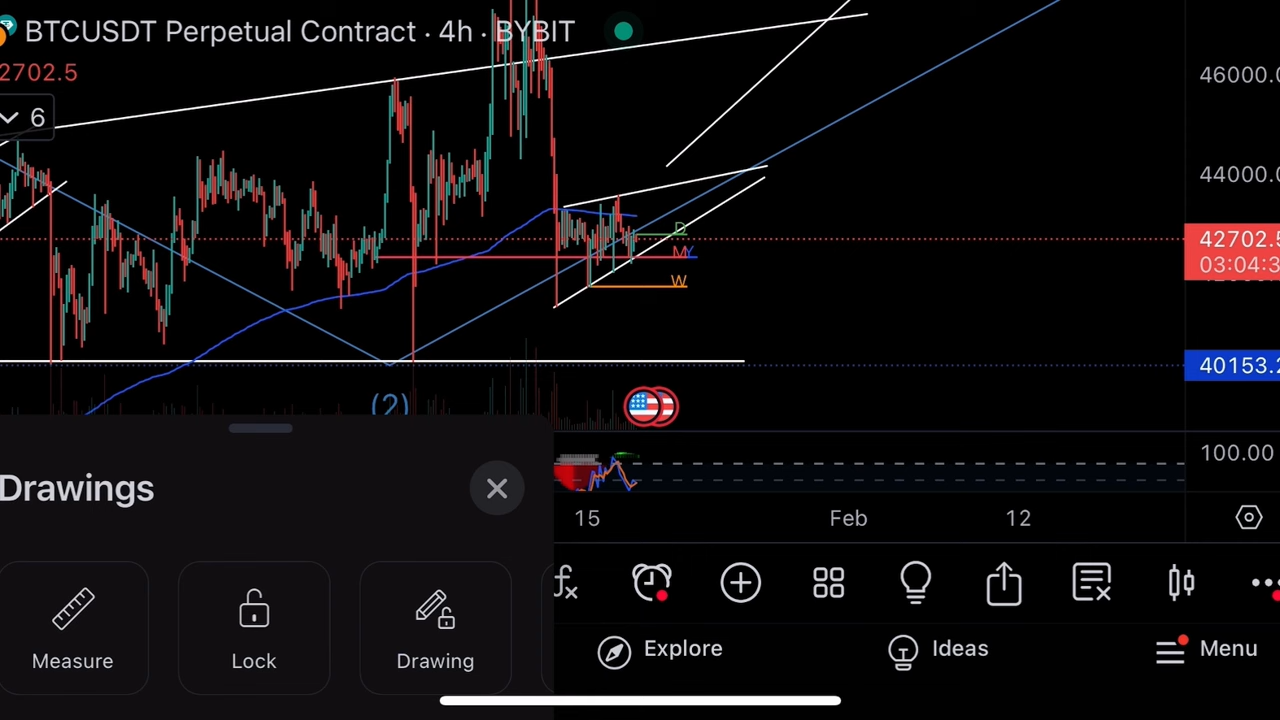 BTCUSDT Perpetual Contract · 4h · BYBIT
2702.5
6
46000.0
44000.0
D
42702.5
M
Y
03:04:3
W
40153.2
(2)
100.00
Drawings
15
Feb
12
Measure
Lock
Drawing
Explore
Ideas
Menu